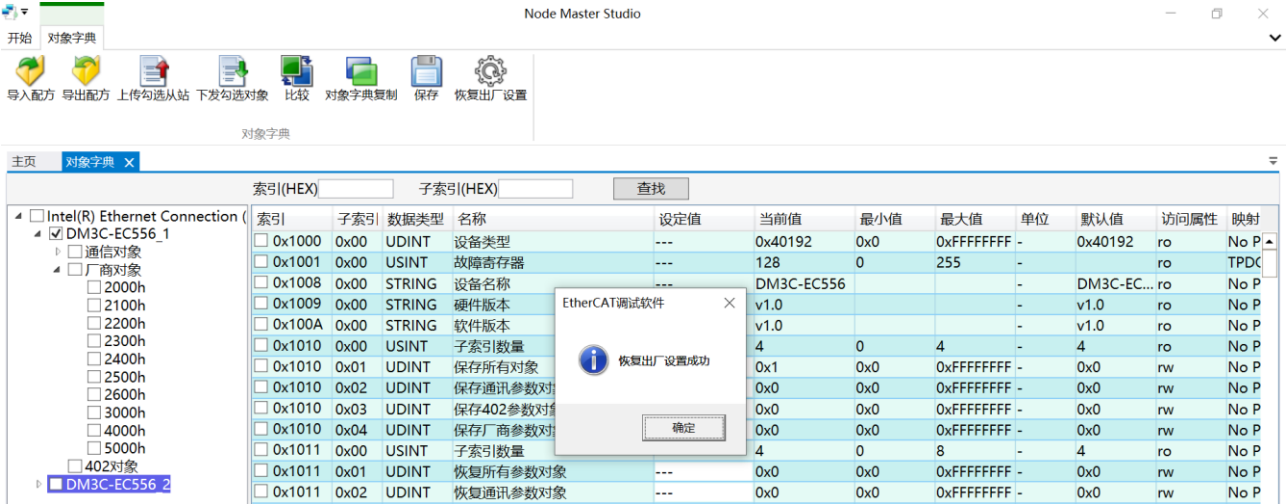 Node Master Studio
开始 对象字典
导入配方 导出配方 上传勾选从站 下发勾选对象 比较 对象字典复制 保存 恢复出厂设置
对象字典
主页 对象字典
索引(HEX) 子索引(HEX) 查找
Intel(R) Ethernet Connection (
DM3C-EC556_1
通信对象
厂商对象
2000h
2100h
2200h
2300h
2400h
2500h
2600h
3000h
4000h
5000h
402对象
DM3C-EC556_2
索引 子索引 数据类型 名称 设定值 当前值 最小值 最大值 单位 默认值 访问属性 映射
0x1000 0x00 UDINT 设备类型 --- 0x40192 0x0 0xFFFFFFFF - 0x40192 ro No P
0x1001 0x00 USINT 故障寄存器 --- 128 0 255 - ro TPDO
0x1008 0x00 STRING 设备名称 --- DM3C-EC556 - DM3C-EC... ro No P
0x1009 0x00 STRING 硬件版本 v1.0 - v1.0 ro No P
0x100A 0x00 STRING 软件版本 v1.0 - v1.0 ro No P
0x1010 0x00 USINT 子索引数量 4 0 4 - 4 ro No P
0x1010 0x01 UDINT 保存所有对象 0x1 0x0 0xFFFFFFFF - 0x0 rw No P
0x1010 0x02 UDINT 保存通讯参数对 0x0 0x0 0xFFFFFFFF - 0x0 rw No P
0x1010 0x03 UDINT 保存402参数对 0x0 0x0 0xFFFFFFFF - 0x0 rw No P
0x1010 0x04 UDINT 保存厂商参数对 0x0 0x0 0xFFFFFFFF - 0x0 rw No P
0x1011 0x00 USINT 子索引数量 4 0 8 - 4 ro No P
0x1011 0x01 UDINT 恢复所有参数对象 --- 0x0 0x0 0xFFFFFFFF - 0x0 rw No P
0x1011 0x02 UDINT 恢复通讯参数对象 --- 0x0 0x0 0xFFFFFFFF - 0x0 rw No P
EtherCAT调试软件
恢复出厂设置成功
确定